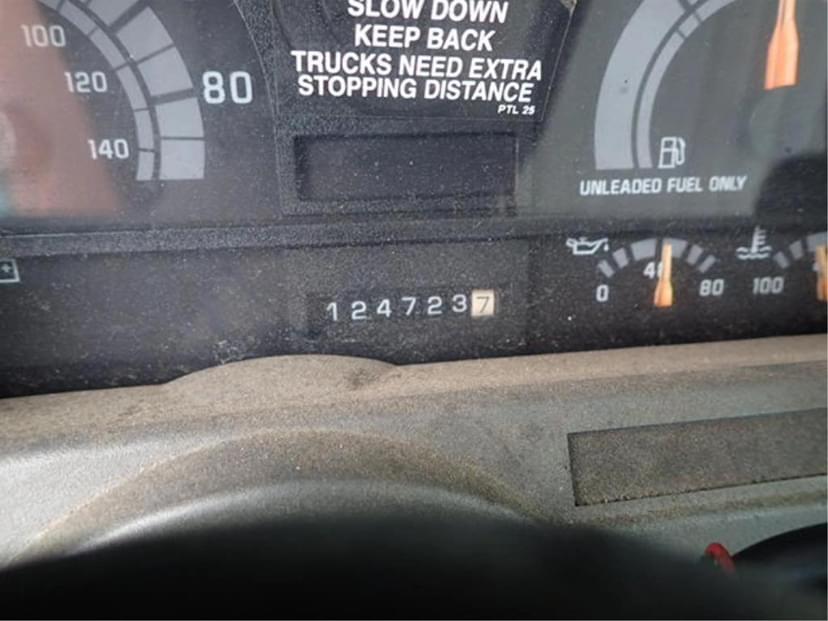 SLOW DOWN
KEEP BACK
TRUCKS NEED EXTRA
STOPPING DISTANCE
PTL 25
100
120
80
140
UNLEADED FUEL ONLY
40
0
80
100
1247237